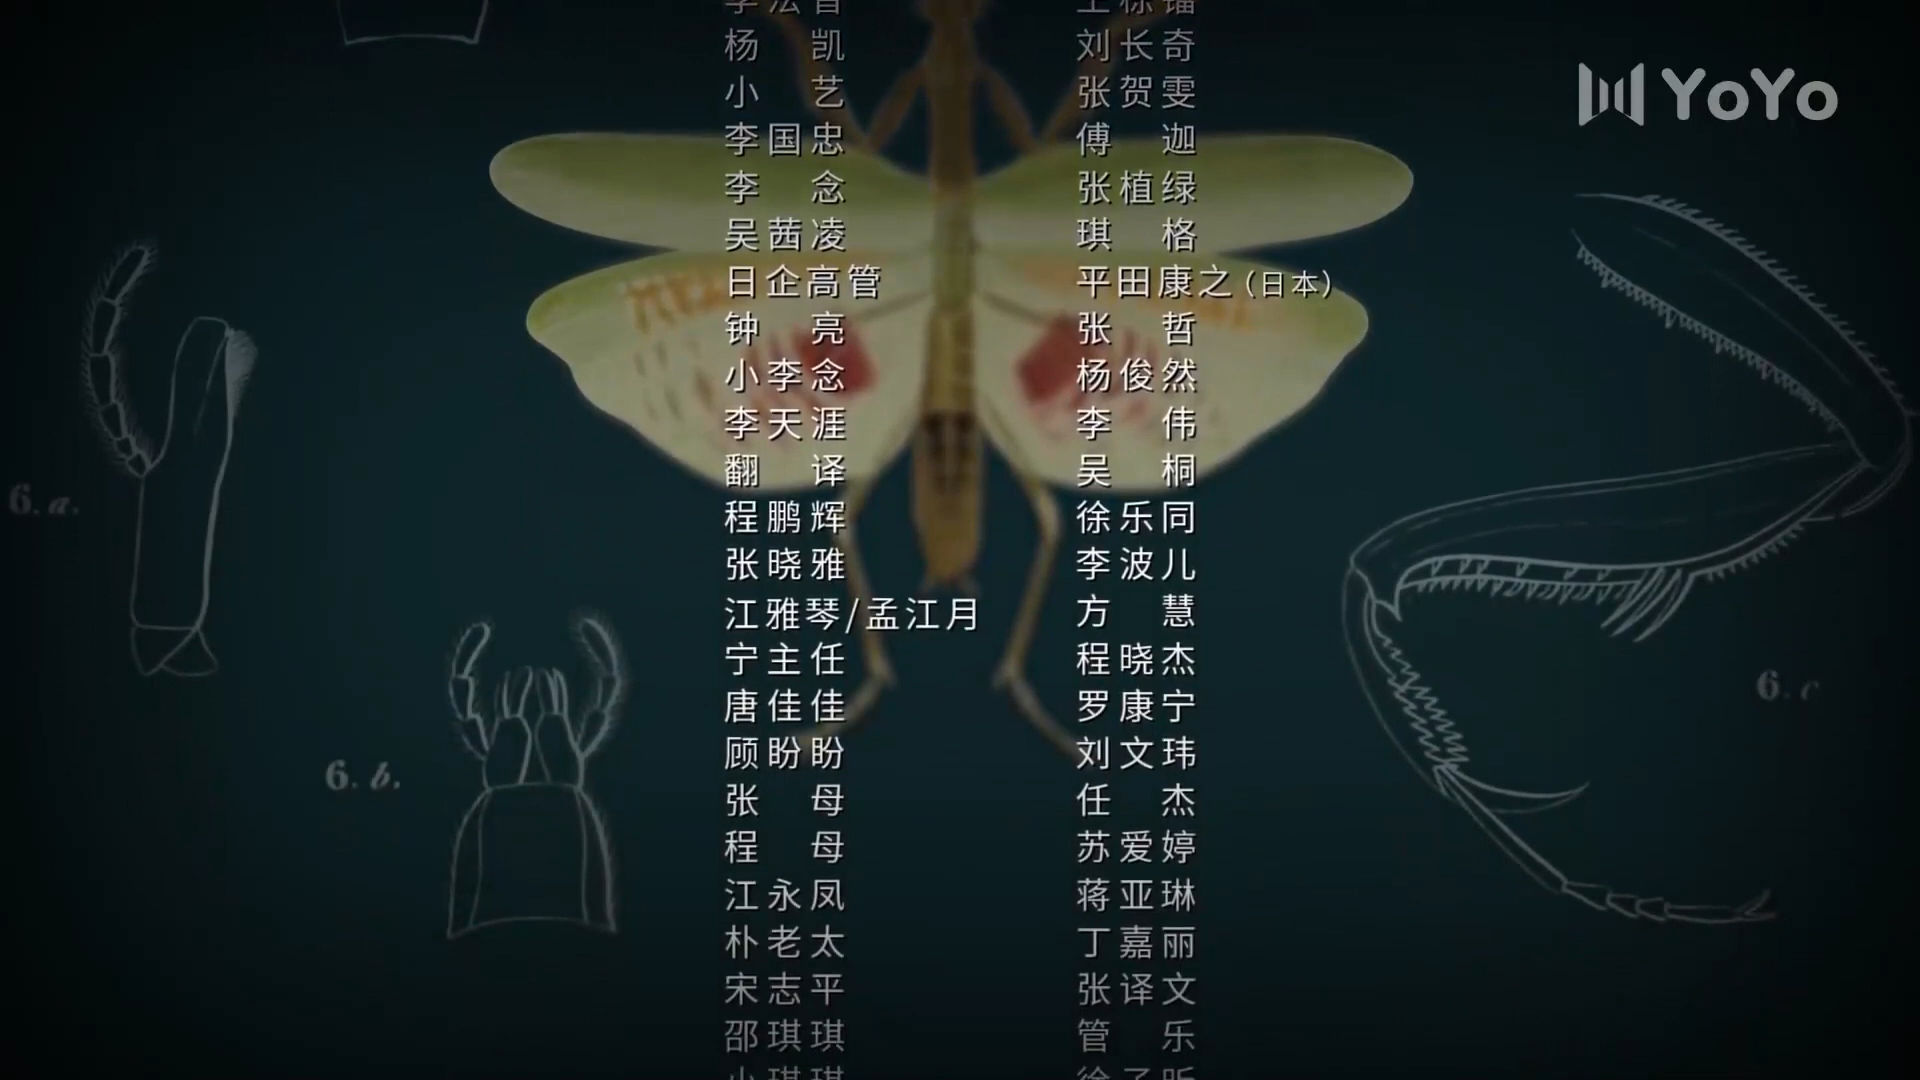 YoYo
杨凯 刘长奇
小艺 张贺雯
李国忠 傅迦
李念 张植绿
吴茜凌 琪格
日企高管 平田康之(日本)
钟亮 张哲
小李念 杨俊然
李天涯 李伟
翻译 吴桐
程鹏辉 徐乐同
张晓雅 李波儿
江雅琴/孟江月 方慧
宁主任 程晓杰
唐佳佳 罗康宁
顾盼盼 刘文玮
张母 任杰
程母 苏爱婷
江永凤 蒋亚琳
朴老太 丁嘉丽
宋志平 张译文
邵琪琪 管乐
6.a.
6.b.
6.c